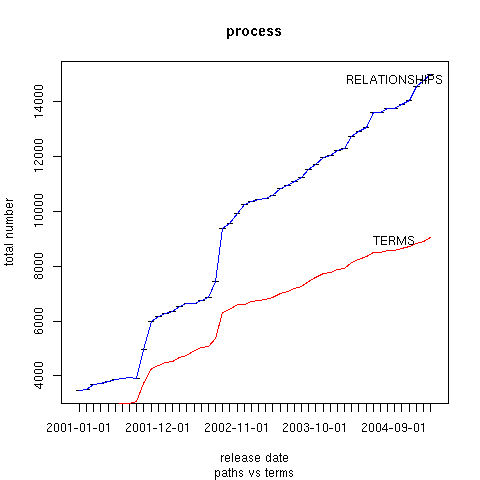 process
RELATIONSHIPS
TERMS
total number
14000
12000
10000
8000
6000
4000
2001-01-01 2001-12-01 2002-11-01 2003-10-01 2004-09-01
release date
paths vs terms